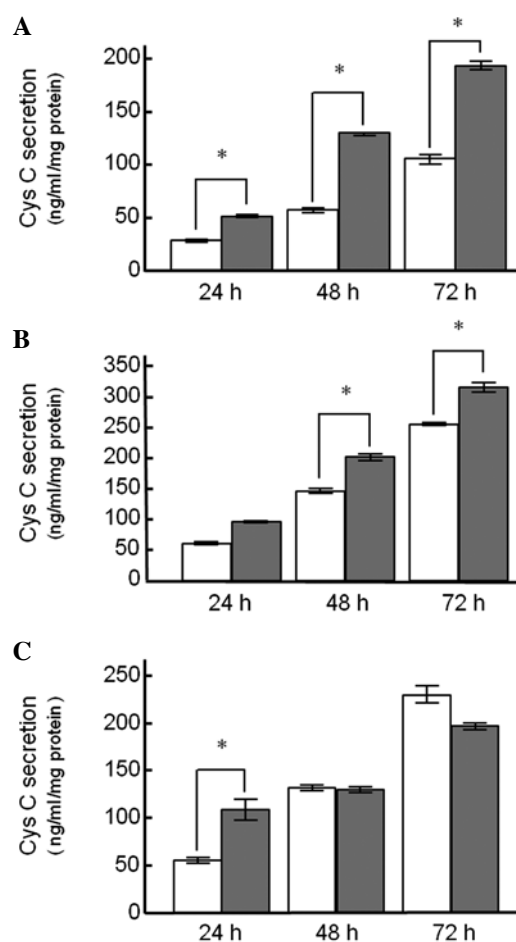 A
Cys C secretion
(ng/ml/mg protein)
200
150
100
50
0
*
*
*
24 h
48 h
72 h
B
Cys C secretion
(ng/ml/mg protein)
350
300
250
200
150
100
50
0
*
*
24 h
48 h
72 h
C
Cys C secretion
( ng/ml/mg protein)
250
200
150
100
50
0
*
24 h
48 h
72 h